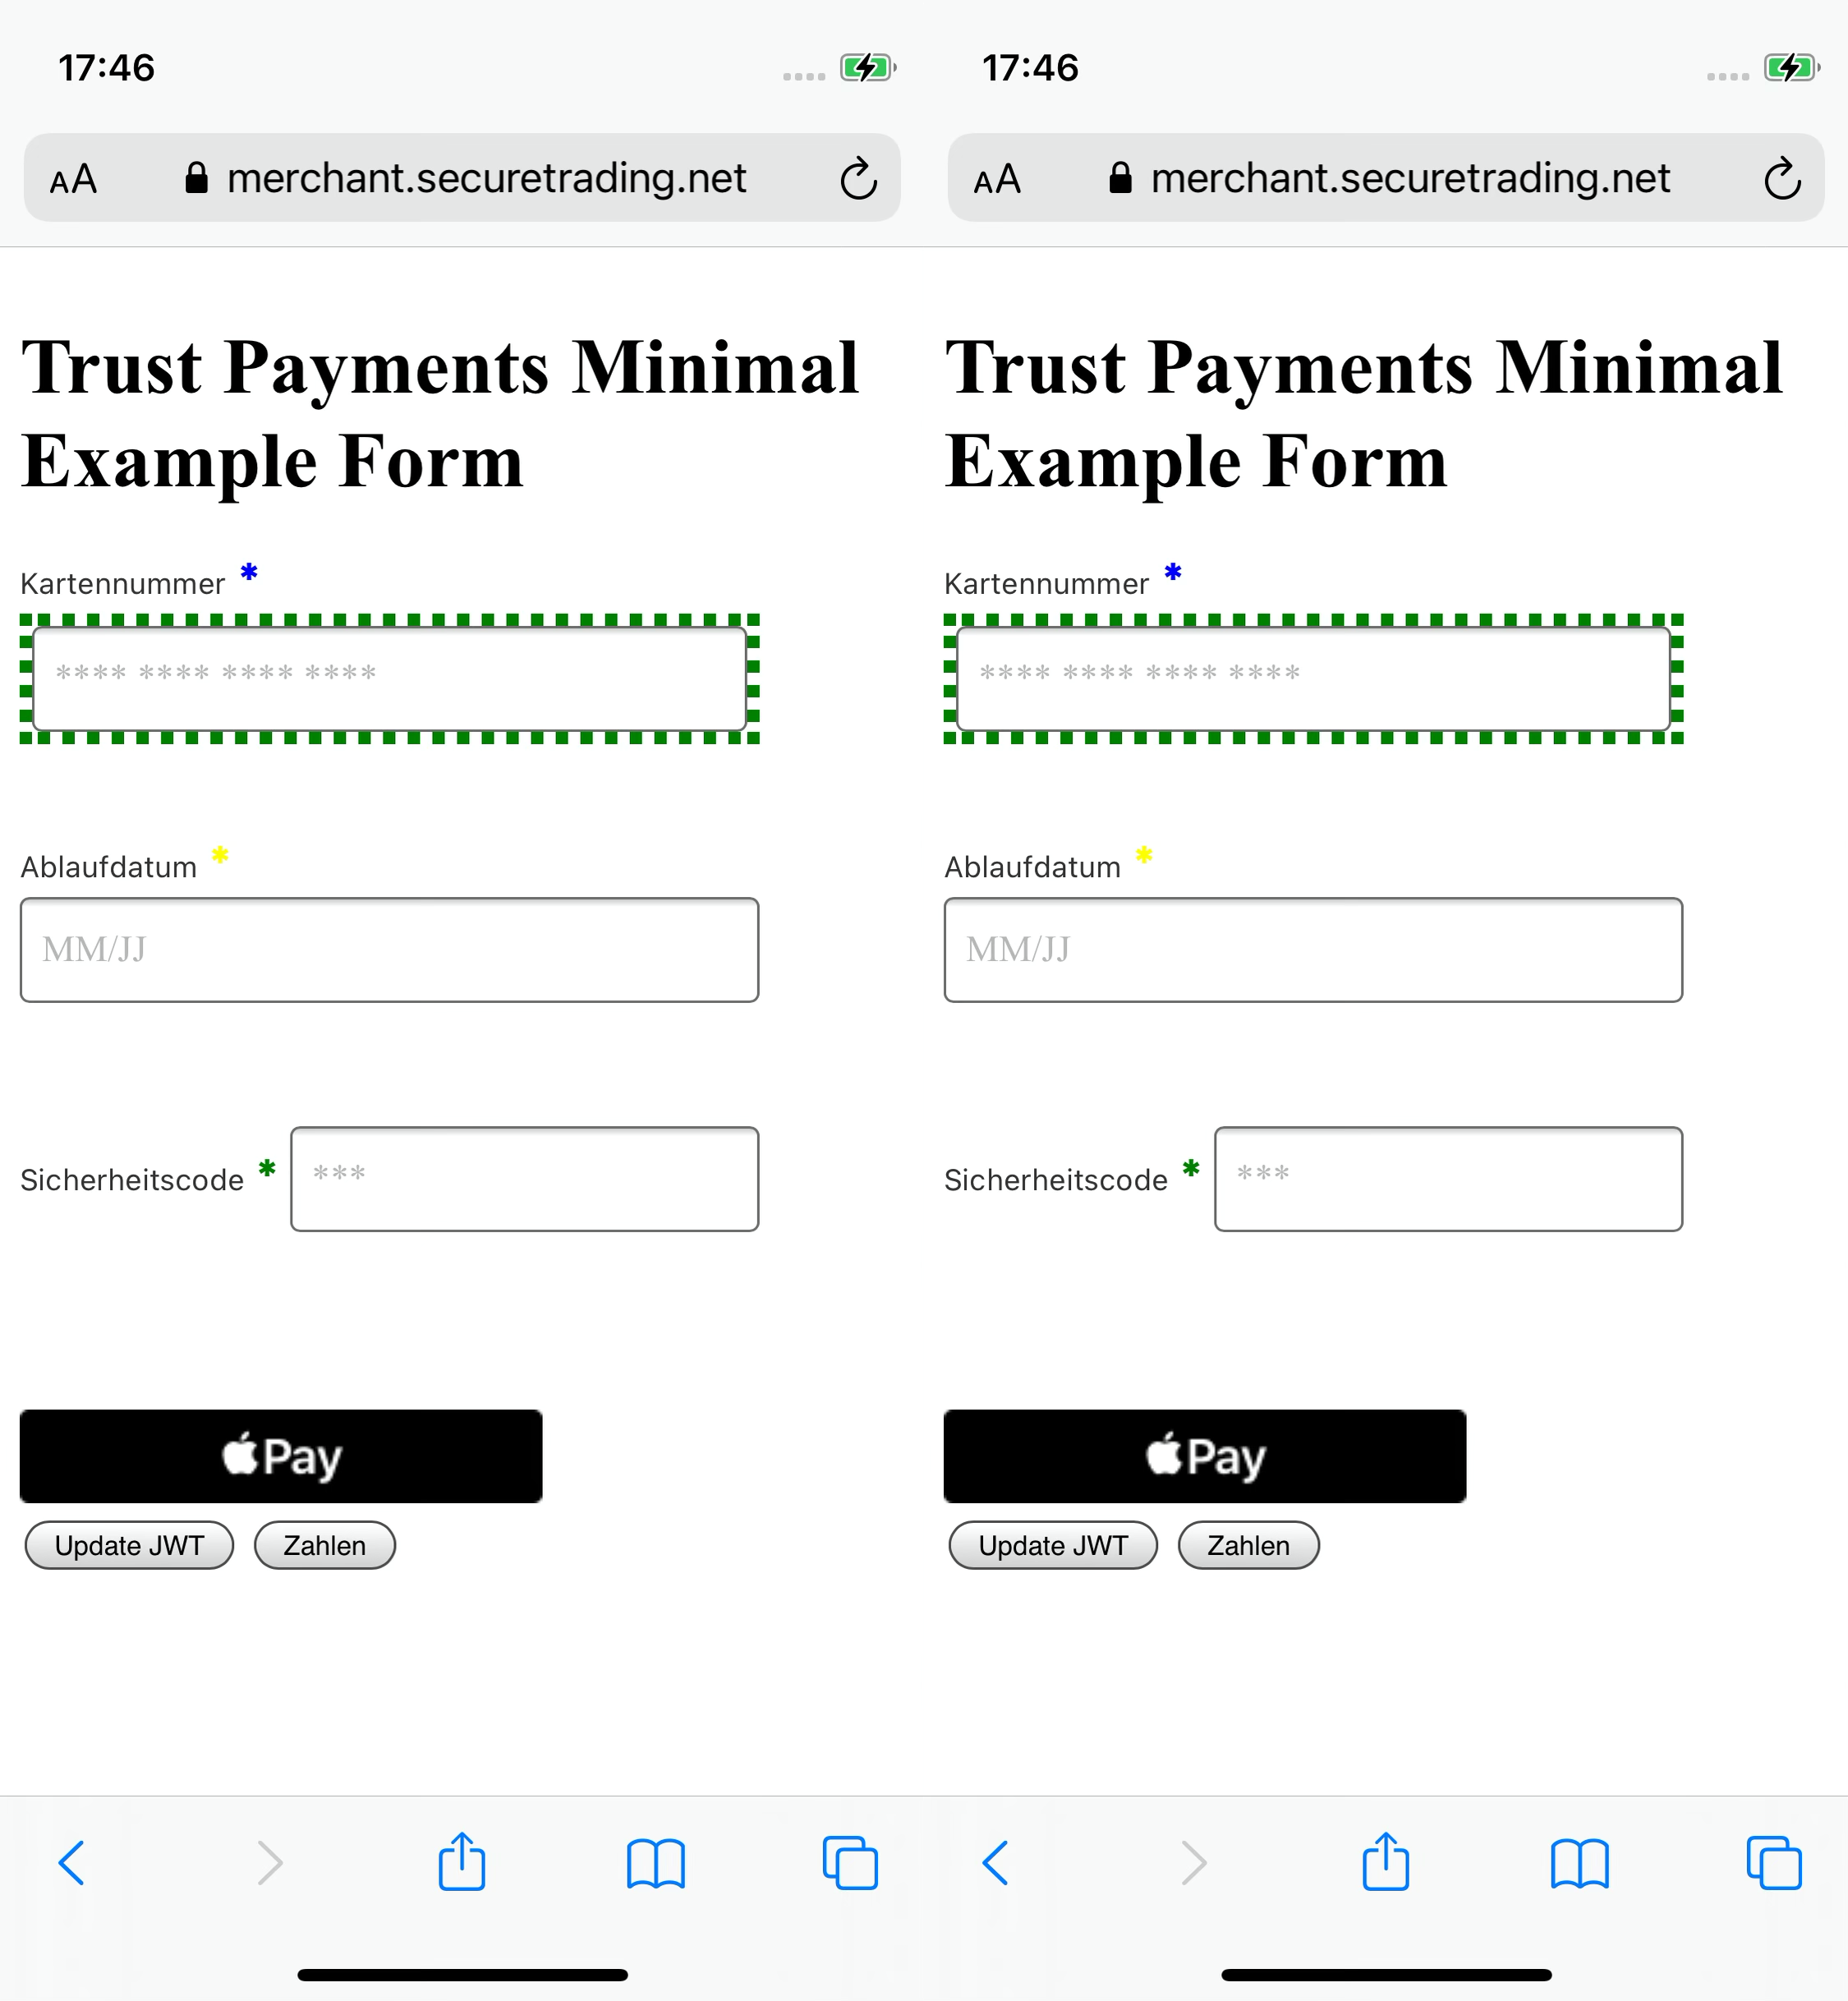 17:46
AA merchant.securetrading.net
Trust Payments Minimal
Example Form
Kartennummer *
**** **** **** ****
Ablaufdatum *
MM/JJ
Sicherheitscode * ***
Pay
Update JWT Zahlen
17:46
AA merchant.securetrading.net
Trust Payments Minimal
Example Form
Kartennummer *
**** **** **** ****
Ablaufdatum *
MM/JJ
Sicherheitscode * ***
Pay
Update JWT Zahlen